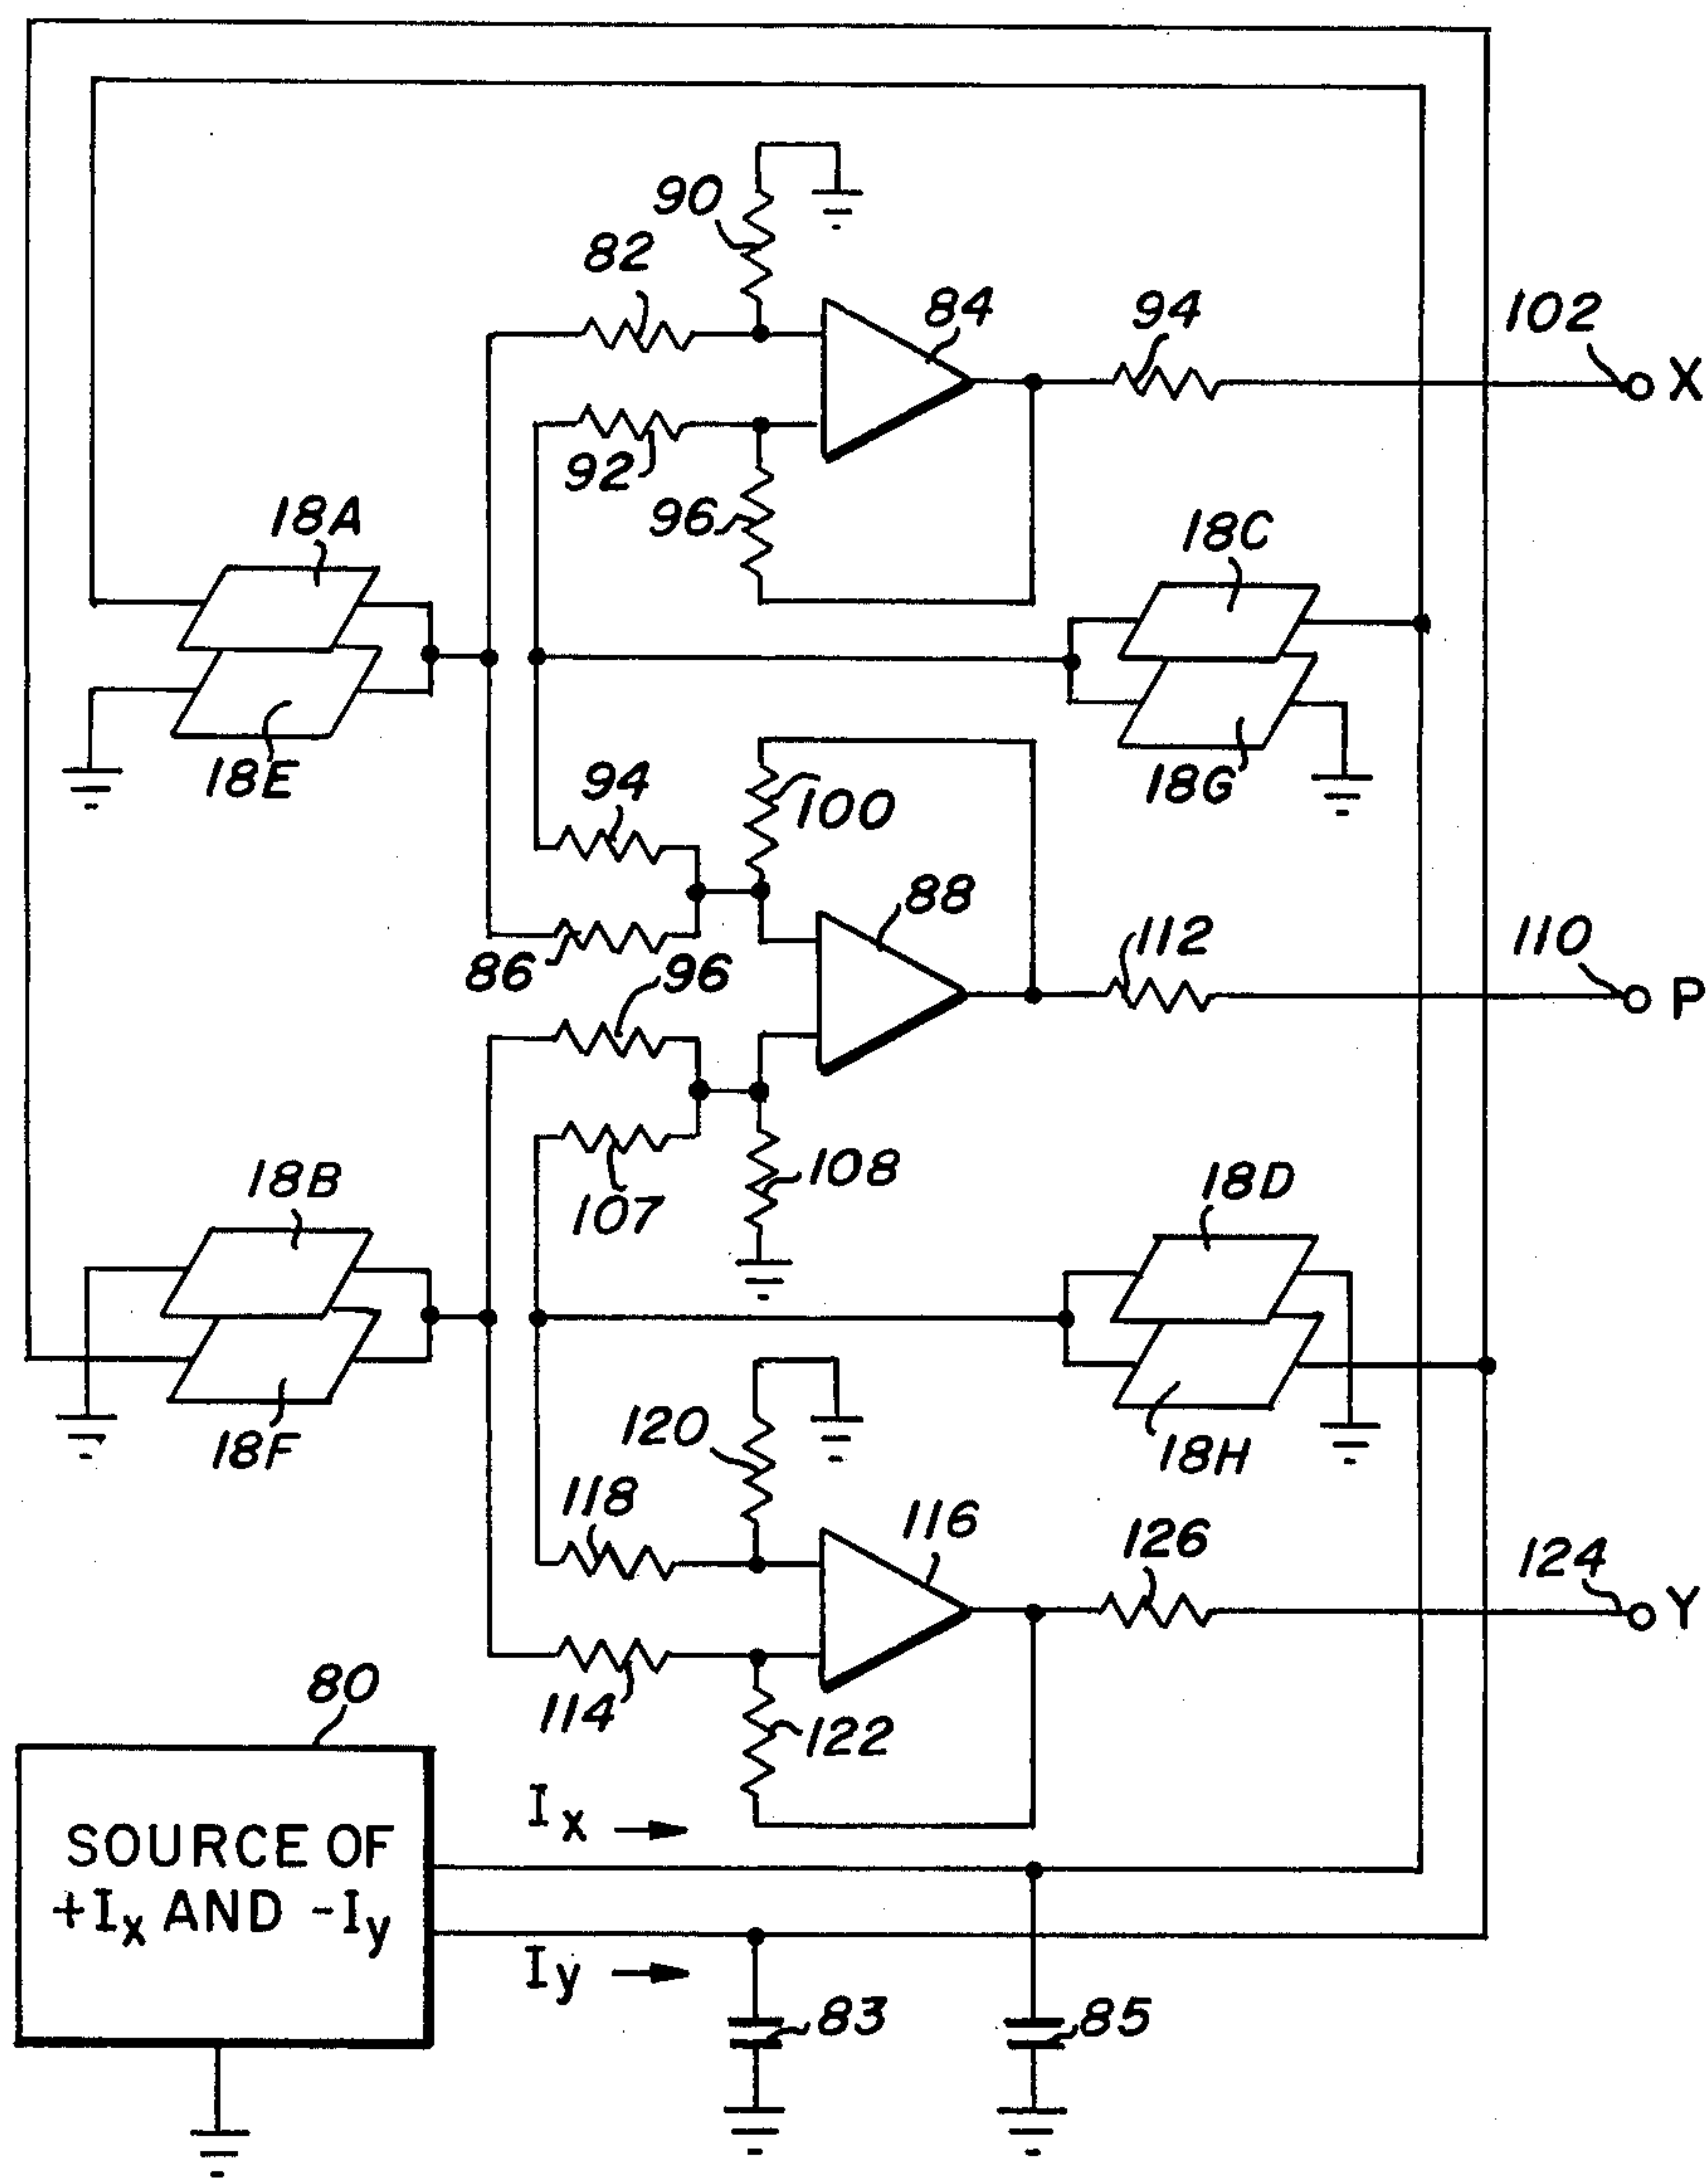 90
82
84
94
102
X
92
96
18A
18C
18E
18G
94
100
88
86
96
112
110
P
107
108
18B
18D
18F
18H
120
118
116
126
124
Y
114
122
80
SOURCE OF
+Ix AND -Iy
Ix
Iy
83
85